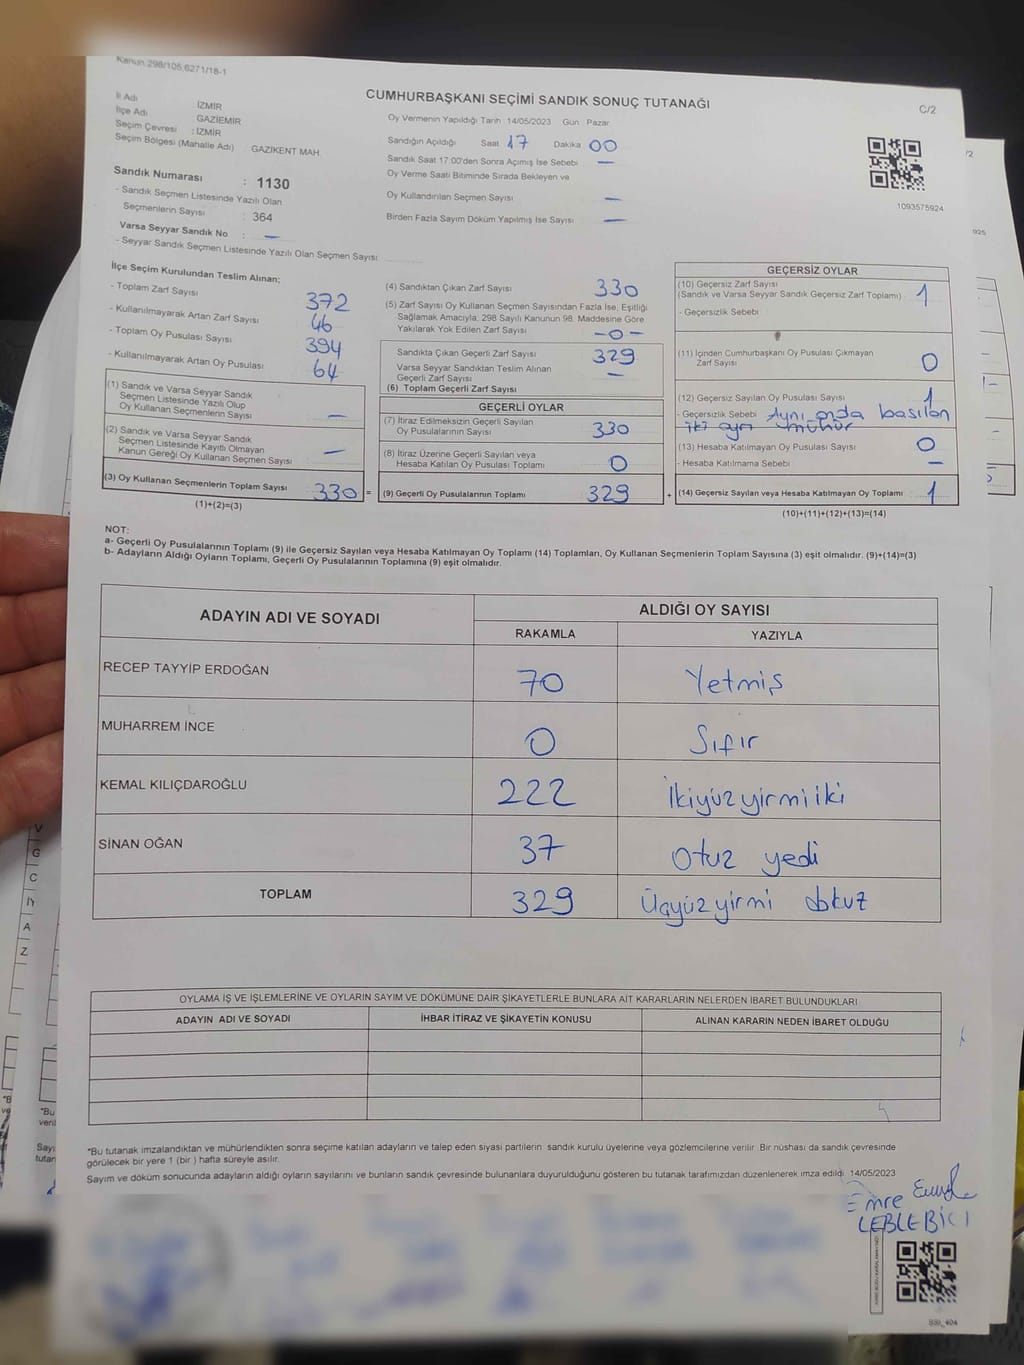 Kanun:298/105,6271/18-1
CUMHURBAŞKANI SEÇİMİ SANDIK SONUÇ TUTANAĞI
C/2
İl Adı : İZMİR
İlçe Adı : GAZİEMİR
Seçim Çevresi : İZMİR
Seçim Bölgesi (Mahalle Adı) : GAZİKENT MAH
Oy Vermenin Yapıldığı Tarih :14/05/2023 Gün Pazar
Sandığın Açıldığı Saat 17 Dakika 00
Sandık Saat 17:00'den Sonra Açımış İse Sebebi —
Oy Verme Saati Bitiminde Sırada Bekleyen ve
Oy Kullandırılan Seçmen Sayısı —
Birden Fazla Sayım Döküm Yapılmış İse Sayısı —
1093575924
Sandık Numarası : 1130
- Sandık Seçmen Listesinde Yazılı Olan
Seçmenlerin Sayısı : 364
Varsa Seyyar Sandık No : —
- Seyyar Sandık Seçmen Listesinde Yazılı Olan Seçmen Sayısı:
İlçe Seçim Kurulundan Teslim Alınan;
- Toplam Zarf Sayısı 372
- Kullanılmayarak Artan Zarf Sayısı 46
- Toplam Oy Pusulası Sayısı 394
- Kullanılmayarak Artan Oy Pusulası 64
(1) Sandık ve Varsa Seyyar Sandık
Seçmen Listesinde Yazılı Olup
Oy Kullanan Seçmenlerin Sayısı —
(2) Sandık ve Varsa Seyyar Sandık
Seçmen Listesinde Kayıtlı Olmayan
Kanun Gereği Oy Kullanan Seçmen Sayısı —
(3) Oy Kullanan Seçmenlerin Toplam Sayısı 330 =
(1)+(2)=(3)
(4) Sandıktan Çıkan Zarf Sayısı 330
(5) Zarf Sayısı Oy Kullanan Seçmen Sayısından Fazla İse, Eşitliği
Sağlamak Amacıyla, 298 Sayılı Kanunun 98. Maddesine Göre
Yakılarak Yok Edilen Zarf Sayısı -0-
Sandıkta Çıkan Geçerli Zarf Sayısı 329
Varsa Seyyar Sandıktan Teslim Alınan
Geçerli Zarf Sayısı —
(6) Toplam Geçerli Zarf Sayısı
GEÇERLİ OYLAR
(7) İtiraz Edilmeksizin Geçerli Sayılan
Oy Pusulalarının Sayısı 330
(8) İtiraz Üzerine Geçerli Sayılan veya
Hesaba Katılan Oy Pusulası Toplamı 0
(9) Geçerli Oy Pusulalarının Toplamı 329 +
GEÇERSİZ OYLAR
(10) Geçersiz Zarf Sayısı
(Sandık ve Varsa Seyyar Sandık Geçersiz Zarf Toplamı) 1
- Geçersizlik Sebebi
(11) İçinden Cumhurbaşkanı Oy Pusulası Çıkmayan
Zarf Sayısı 0
(12) Geçersiz Sayılan Oy Pusulası Sayısı 1
- Geçersizlik Sebebi Aynı anda basılan
iki ayrı mühür
(13) Hesaba Katılmayan Oy Pusulası Sayısı 0
- Hesaba Katılmama Sebebi —
(14) Geçersiz Sayılan veya Hesaba Katılmayan Oy Toplamı 1
(10)+(11)+(12)+(13)=(14)
NOT:
a- Geçerli Oy Pusulalarının Toplamı (9) ile Geçersiz Sayılan veya Hesaba Katılmayan Oy Toplamı (14) Toplamları, Oy Kullanan Seçmenlerin Toplam Sayısına (3) eşit olmalıdır. (9)+(14)=(3)
b- Adayların Aldığı Oyların Toplamı, Geçerli Oy Pusulalarının Toplamına (9) eşit olmalıdır.
ADAYIN ADI VE SOYADI ALDIĞI OY SAYISI
RAKAMLA YAZIYLA
RECEP TAYYİP ERDOĞAN 70 Yetmiş
MUHARREM İNCE 0 Sıfır
KEMAL KILIÇDAROĞLU 222 İkiyüzyirmiiki
SİNAN OĞAN 37 Otuz yedi
TOPLAM 329 Üçyüzyirmi dokuz
OYLAMA İŞ VE İŞLEMLERİNE VE OYLARIN SAYIM VE DÖKÜMÜNE DAİR ŞİKAYETLERLE BUNLARA AİT KARARLARIN NELERDEN İBARET BULUNDUKLARI
ADAYIN ADI VE SOYADI İHBAR İTİRAZ VE ŞİKAYETİN KONUSU ALINAN KARARIN NEDEN İBARET OLDUĞU
*Bu tutanak imzalandıktan ve mühürlendikten sonra seçime katılan adayların ve talep eden siyasi partilerin sandık kurulu üyelerine veya gözlemcilerine verilir. Bir nüshası da sandık çevresinde
görülecek bir yere 1 (bir ) hafta süreyle asılır.
Sayım ve döküm sonucunda adayların aldığı oyların sayılarını ve bunların sandık çevresinde bulunanlara duyurulduğunu gösteren bu tutanak tarafımızdan düzenlenerek imza edildi. 14/05/2023
Emre
LEBLEBİCİ